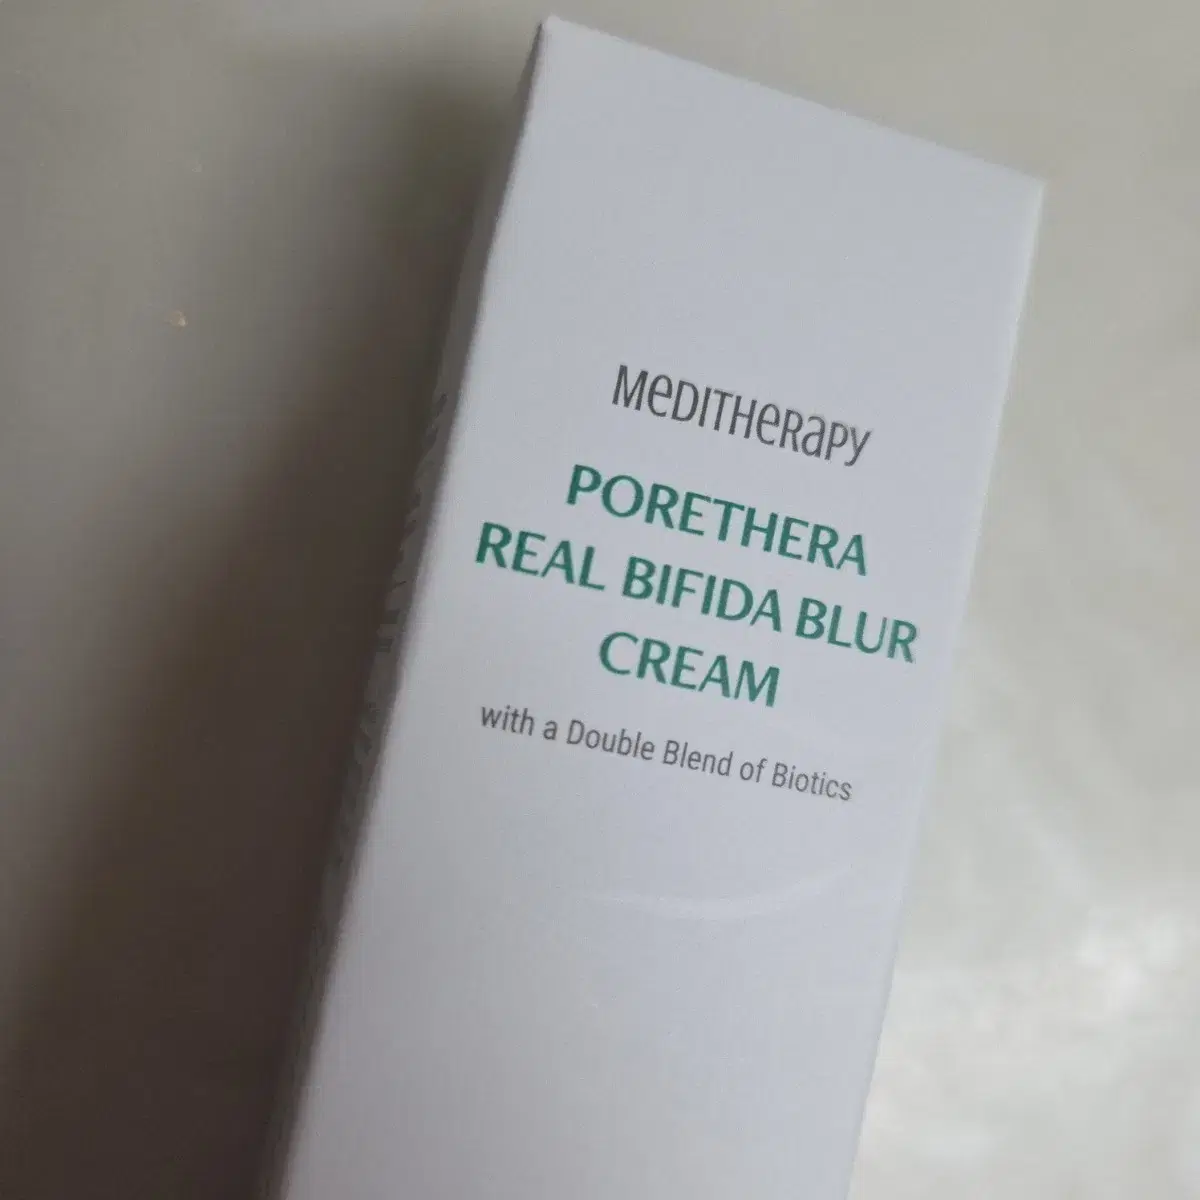 MeDITHeRaPY
PORETHERA
REAL BIFIDA BLUR
CREAM
with a Double Blend of Biotics